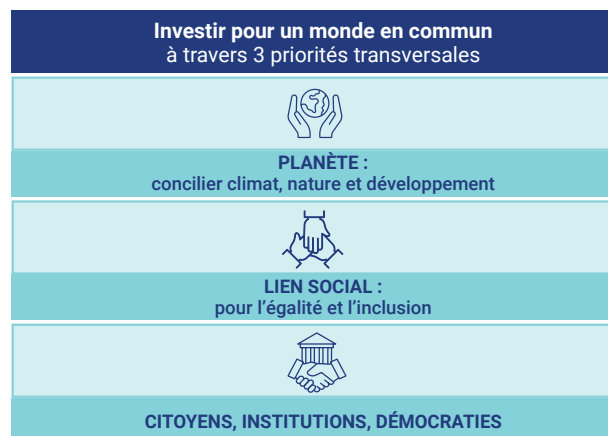 Investir pour un monde en commun
à travers 3 priorités transversales
PLANÈTE :
concilier climat, nature et développement
LIEN SOCIAL :
pour l’égalité et l’inclusion
CITOYENS, INSTITUTIONS, DÉMOCRATIES